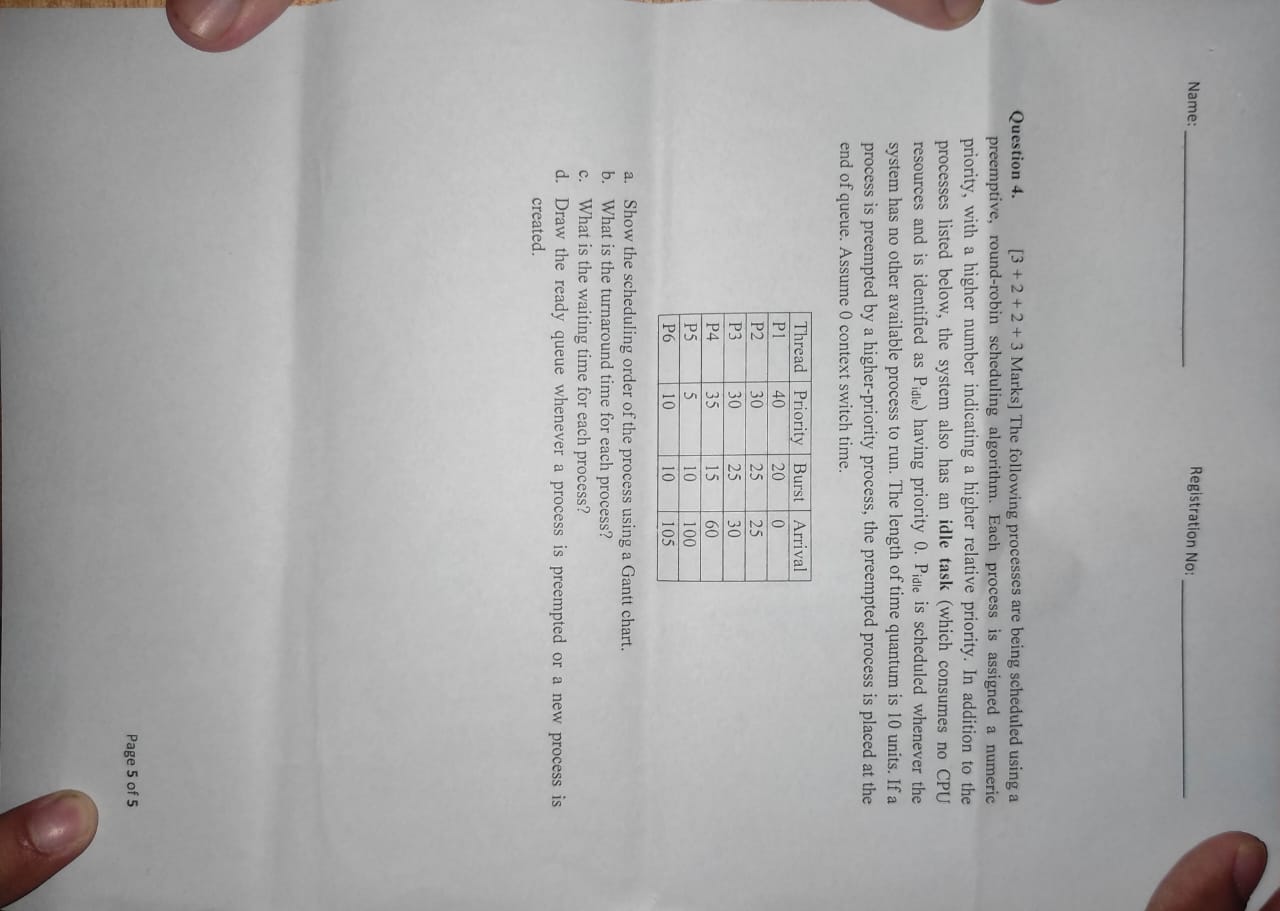 Name: ____________ Registration No: ____________
Question 4. [3 + 2 + 2 + 3 Marks] The following processes are being scheduled using a
preemptive, round-robin scheduling algorithm. Each process is assigned a numeric
priority, with a higher number indicating a higher relative priority. In addition to the
processes listed below, the system also has an idle task (which consumes no CPU
resources and is identified as Pidle) having priority 0. Pidle is scheduled whenever the
system has no other available process to run. The length of time quantum is 10 units. If a
process is preempted by a higher-priority process, the preempted process is placed at the
end of queue. Assume 0 context switch time.
Thread Priority Burst Arrival
P1 40 20 0
P2 30 25 25
P3 30 25 30
P4 35 15 60
P5 5 10 100
P6 10 10 105
a. Show the scheduling order of the process using a Gantt chart.
b. What is the turnaround time for each process?
c. What is the waiting time for each process?
d. Draw the ready queue whenever a process is preempted or a new process is
created.
Page 5 of 5